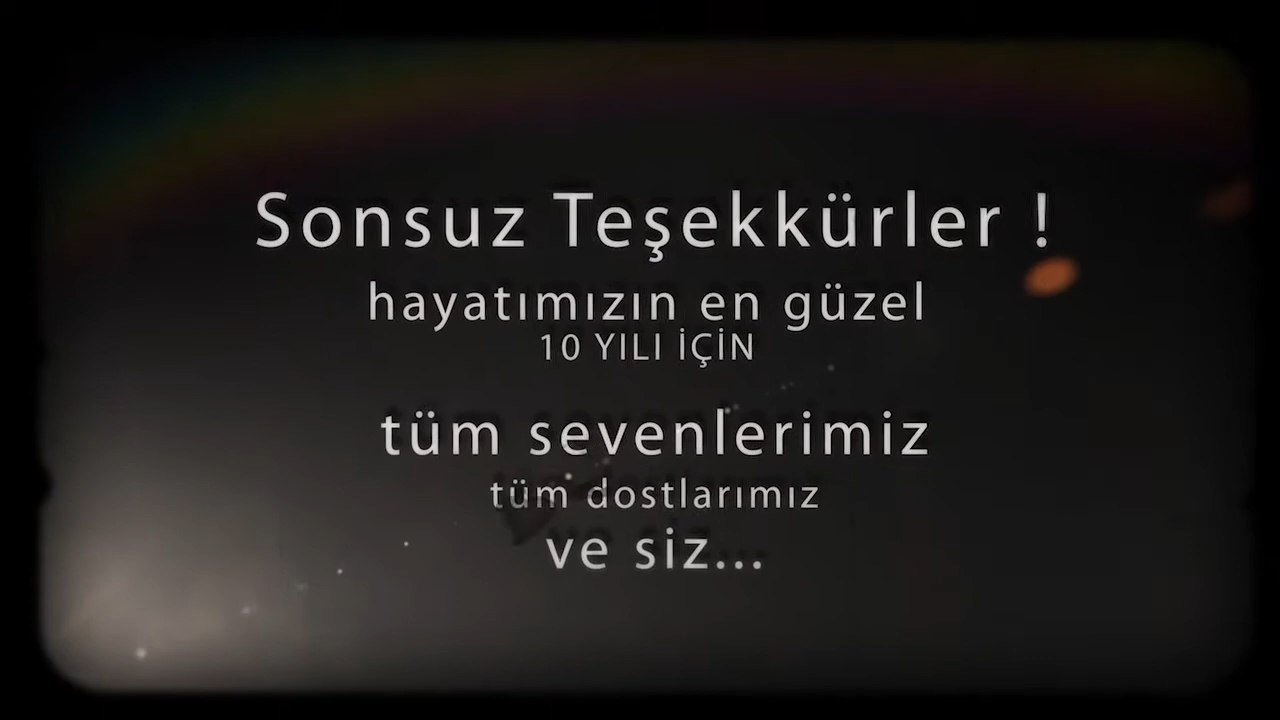 Sonsuz Teşekkürler !
hayatımızın en güzel
10 YILI İÇİN
tüm sevenlerimiz
tüm dostlarımız
ve siz...